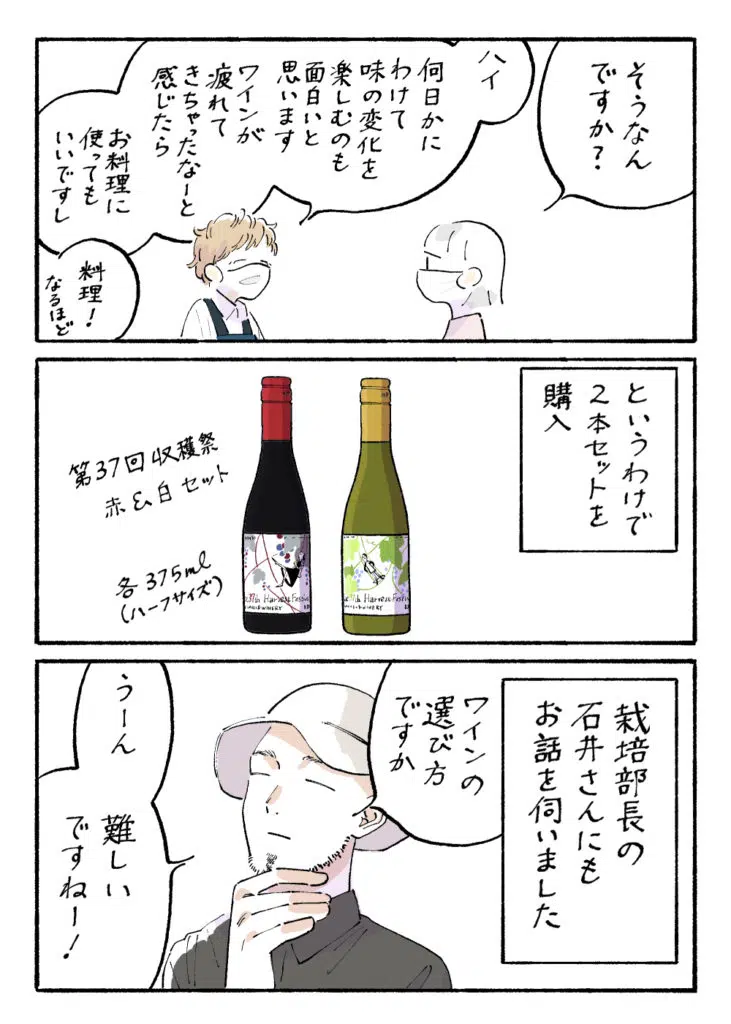 そうなん
ですか？
ハイ
何日かに
わけて
味の変化を
楽しむのも
面白いと
思います
ワインが
疲れて
きちゃったなーと
感じたら
お料理に
使っても
いいですし
料理！
なるほど
というわけで
2本セットを
購入
第37回収穫祭
赤&白セット
各375ml
(ハーフサイズ)
37th Harvest Festiv
WINERY
37th Harvest Festiv
WINERY
栽培部長の
石井さんにも
お話を伺いました
ワインの
選び方
ですか
うーん
難しい
ですねー！